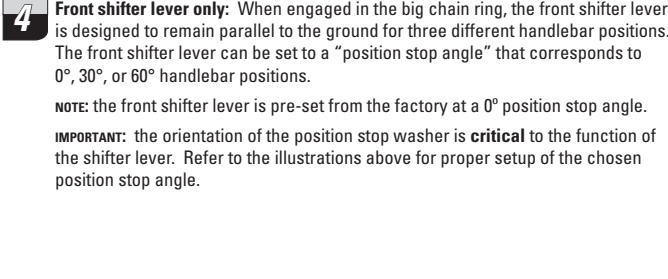 4 Front shifter lever only: When engaged in the big chain ring, the front shifter lever
is designed to remain parallel to the ground for three different handlebar positions.
The front shifter lever can be set to a “position stop angle” that corresponds to
0°, 30°, or 60° handlebar positions.
NOTE: the front shifter lever is pre-set from the factory at a 0º position stop angle.
IMPORTANT: the orientation of the position stop washer is critical to the function of
the shifter lever. Refer to the illustrations above for proper setup of the chosen
position stop angle.